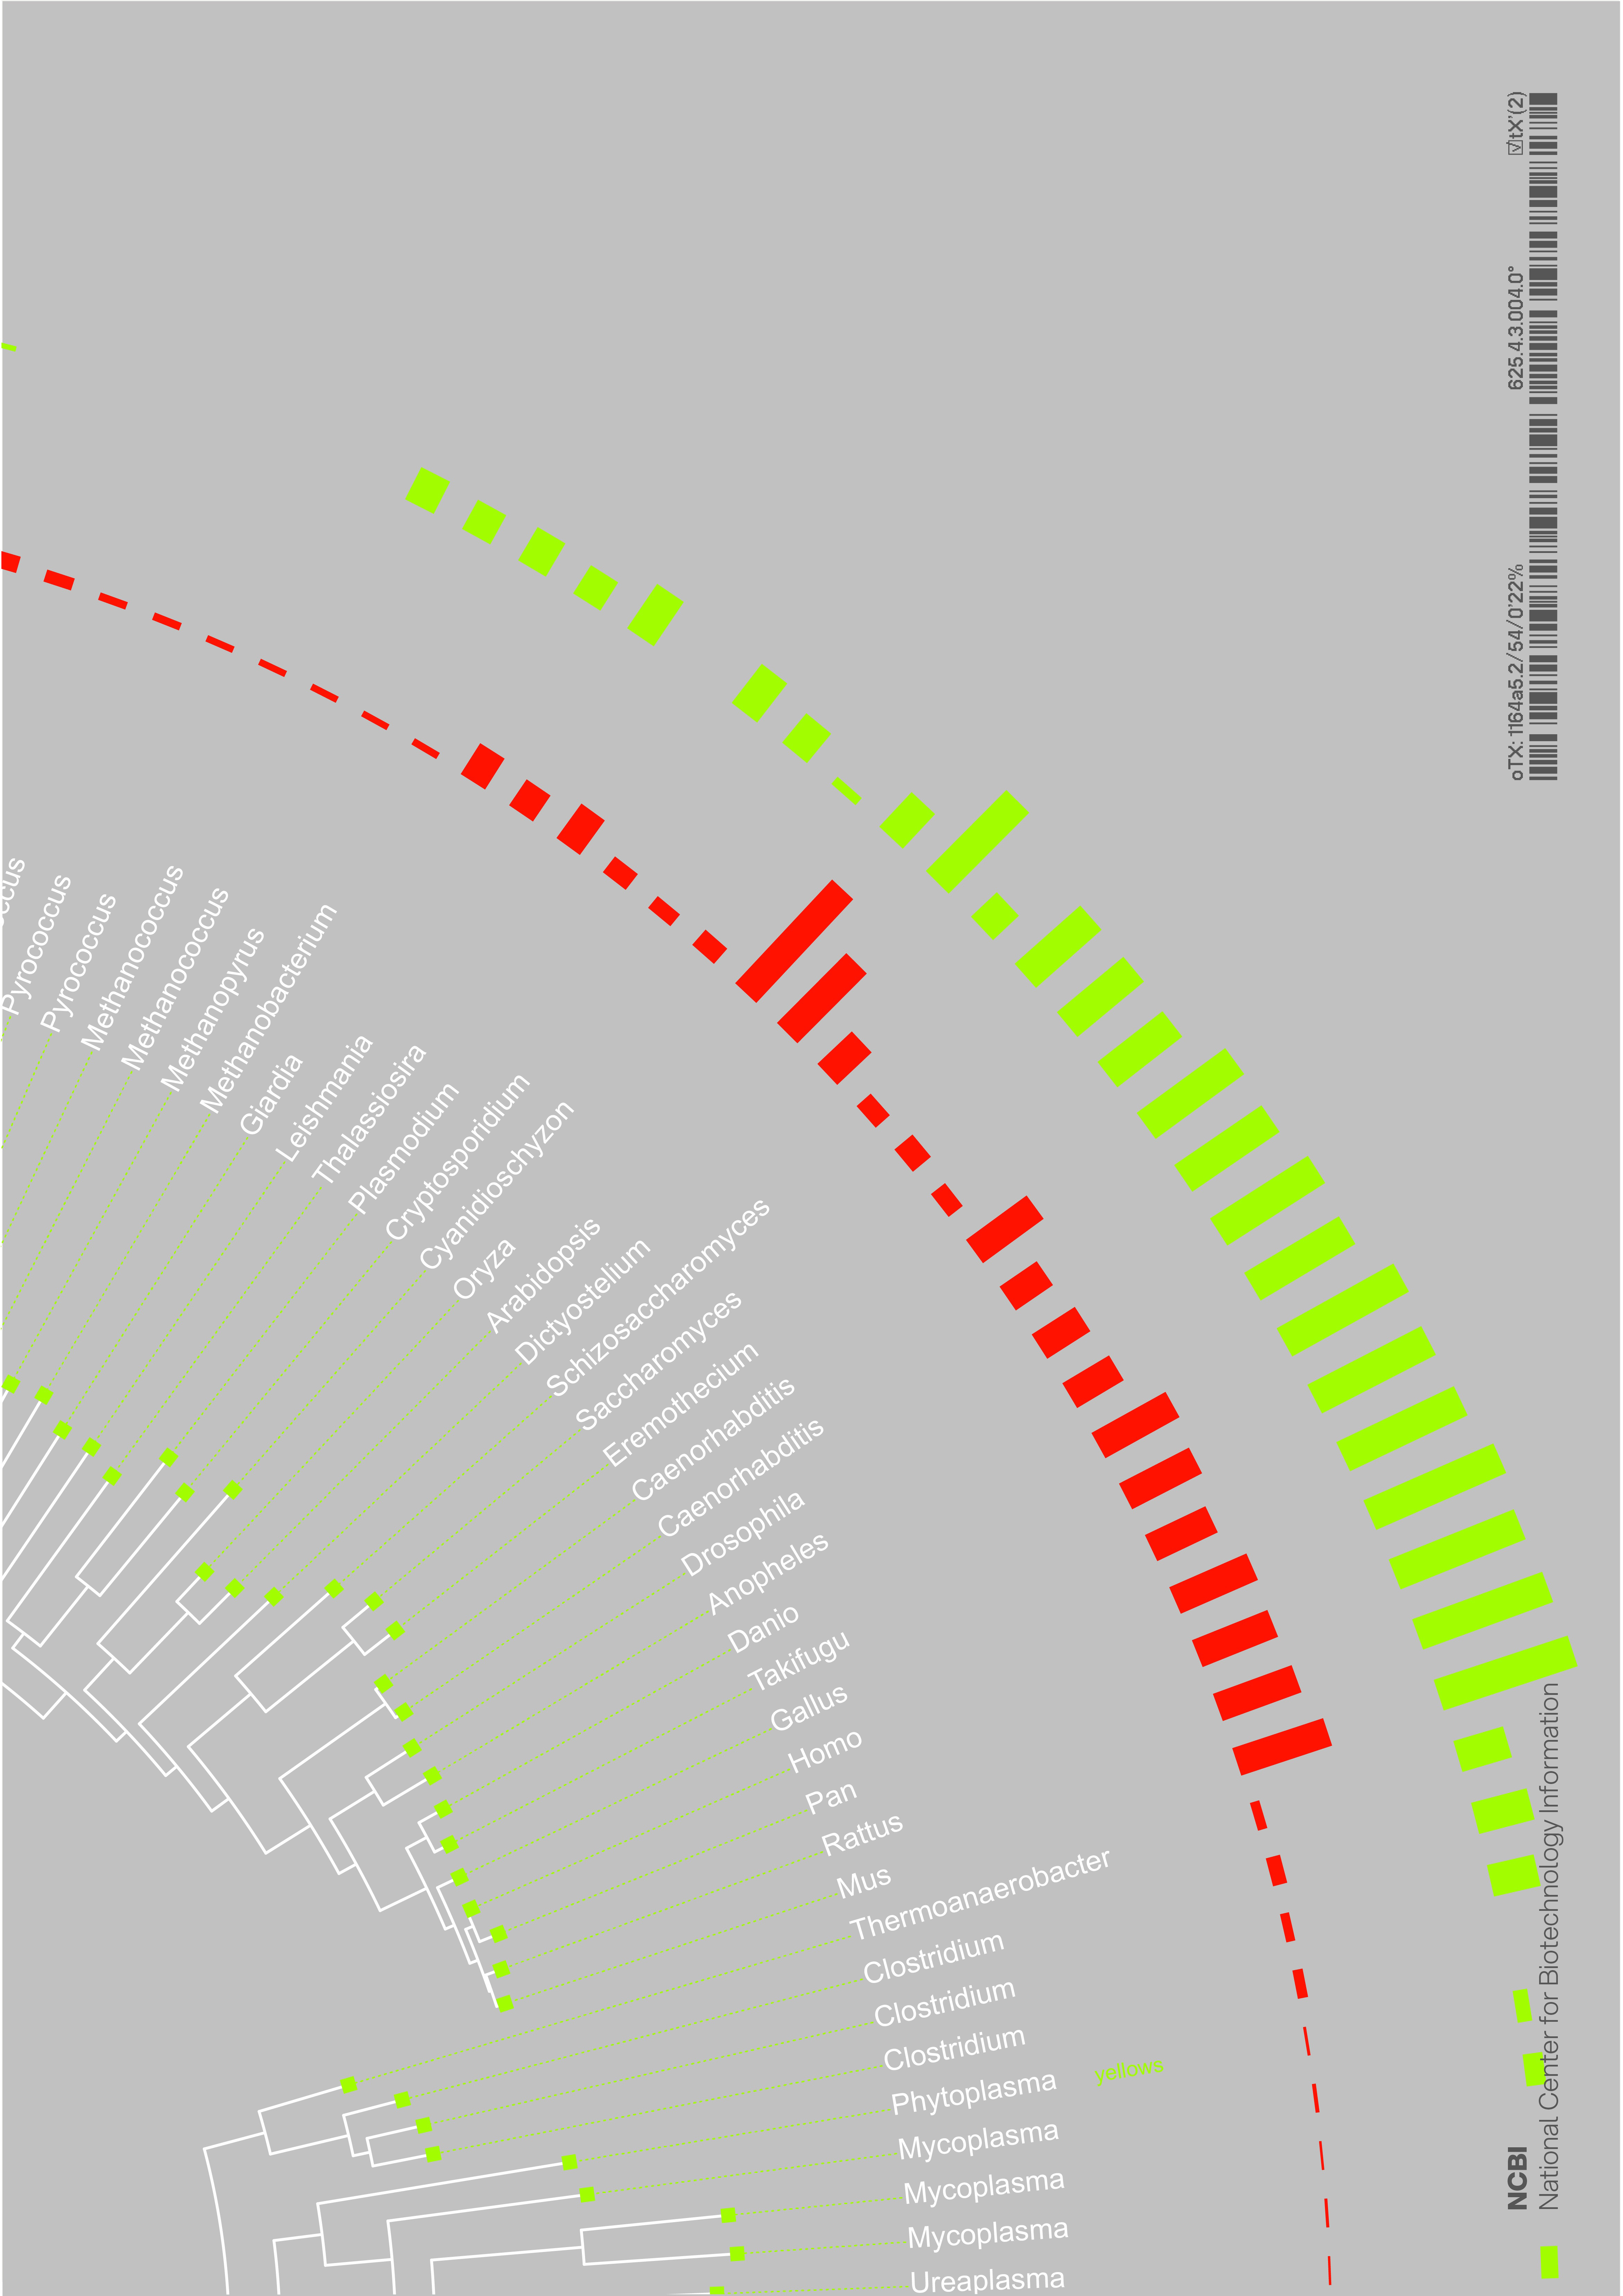 Pyrococcus
Pyrococcus
Methanococcus
Methanococcus
Methanopyrus
Methanobacterium
Giardia
Leishmania
Thalassiosira
Plasmodium
Cryptosporidium
Cyanidioschyzon
Oryza
Arabidopsis
Dictyostelium
Schizosaccharomyces
Saccharomyces
Eremothecium
Caenorhabditis
Caenorhabditis
Drosophila
Anopheles
Danio
Takifugu
Gallus
Homo
Pan
Rattus
Mus
Thermoanaerobacter
Clostridium
Clostridium
Clostridium
Phytoplasma yellows
Mycoplasma
Mycoplasma
Mycoplasma
Ureaplasma
oTX: 1164a5.2/54/0'22% 625.4.3.004.0° tX'(2)
NCBI
National Center for Biotechnology Information